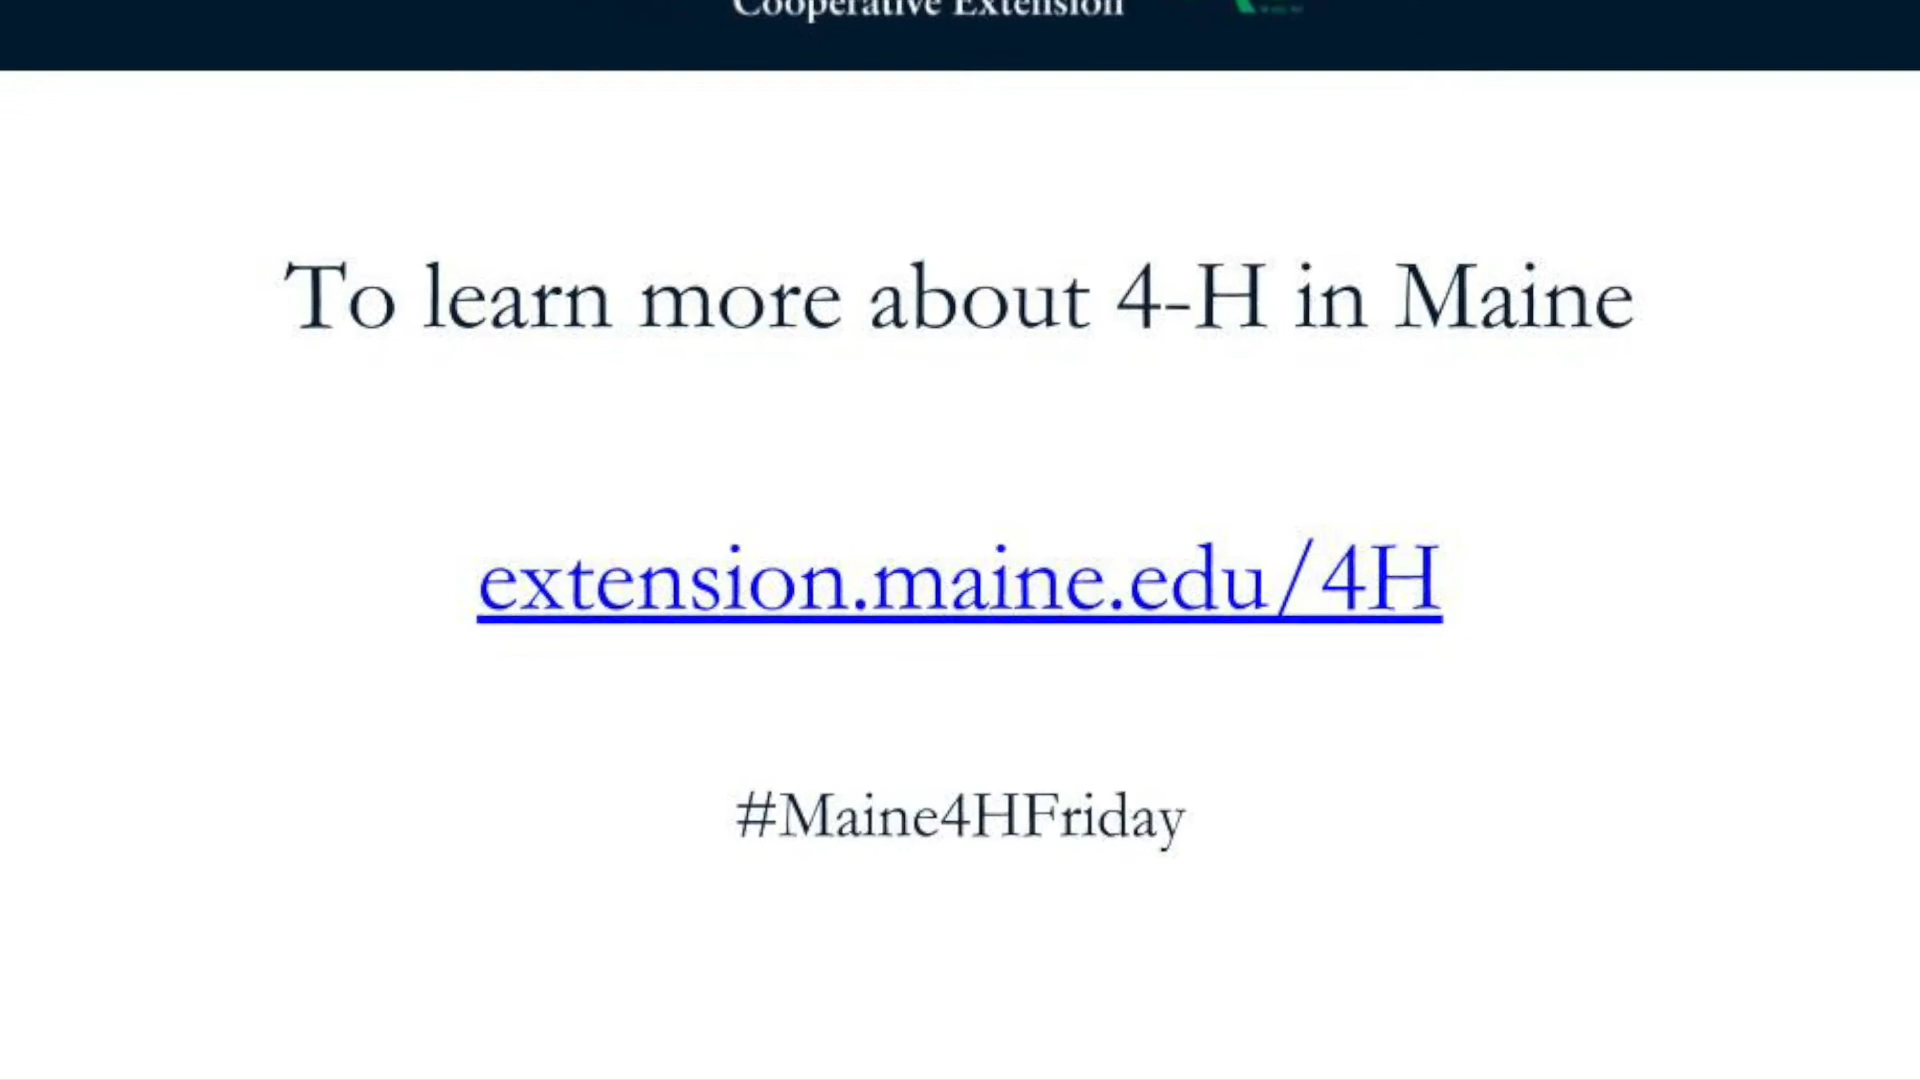 Cooperative Extension
To learn more about 4-H in Maine
extension.maine.edu/4H
#Maine4HFriday